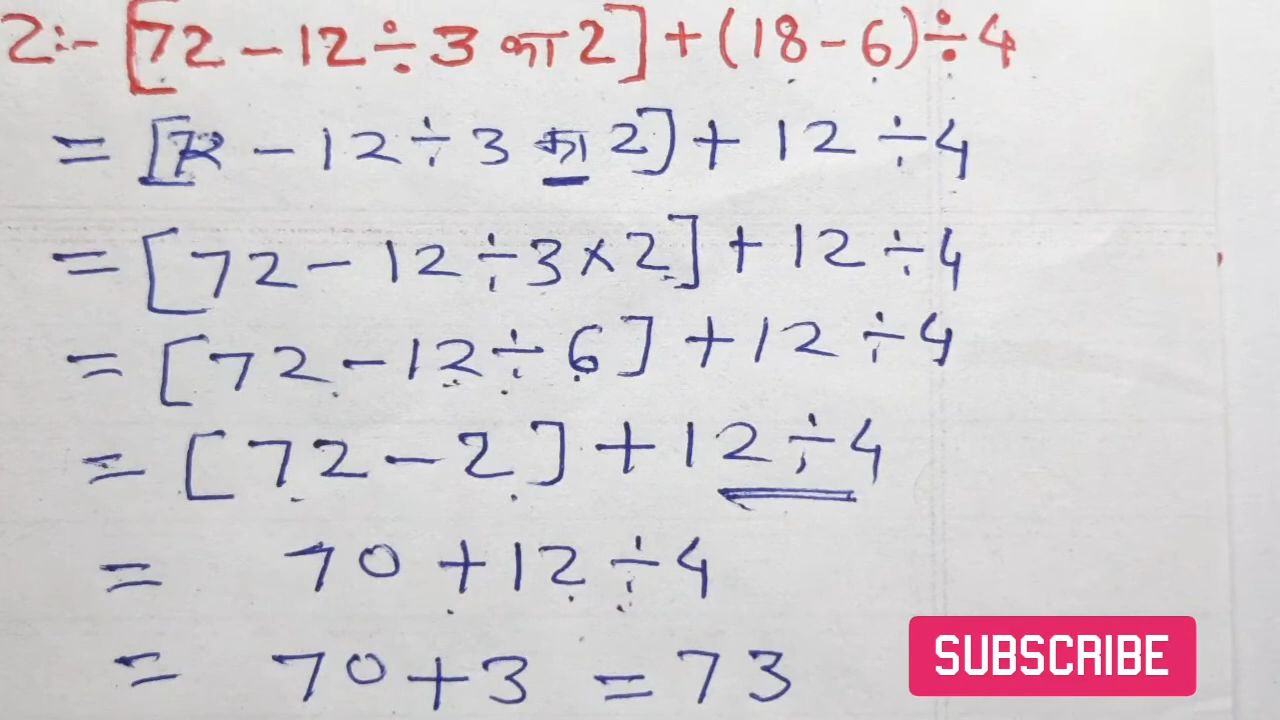 2:- [72 - 12 ÷ 3 का 2] + (18 - 6) ÷ 4
= [72 - 12 ÷ 3 का 2] + 12 ÷ 4
= [72 - 12 ÷ 3 × 2] + 12 ÷ 4
= [72 - 12 ÷ 6] + 12 ÷ 4
= [72 - 2] + 12 ÷ 4
= 70 + 12 ÷ 4
= 70 + 3 = 73
SUBSCRIBE